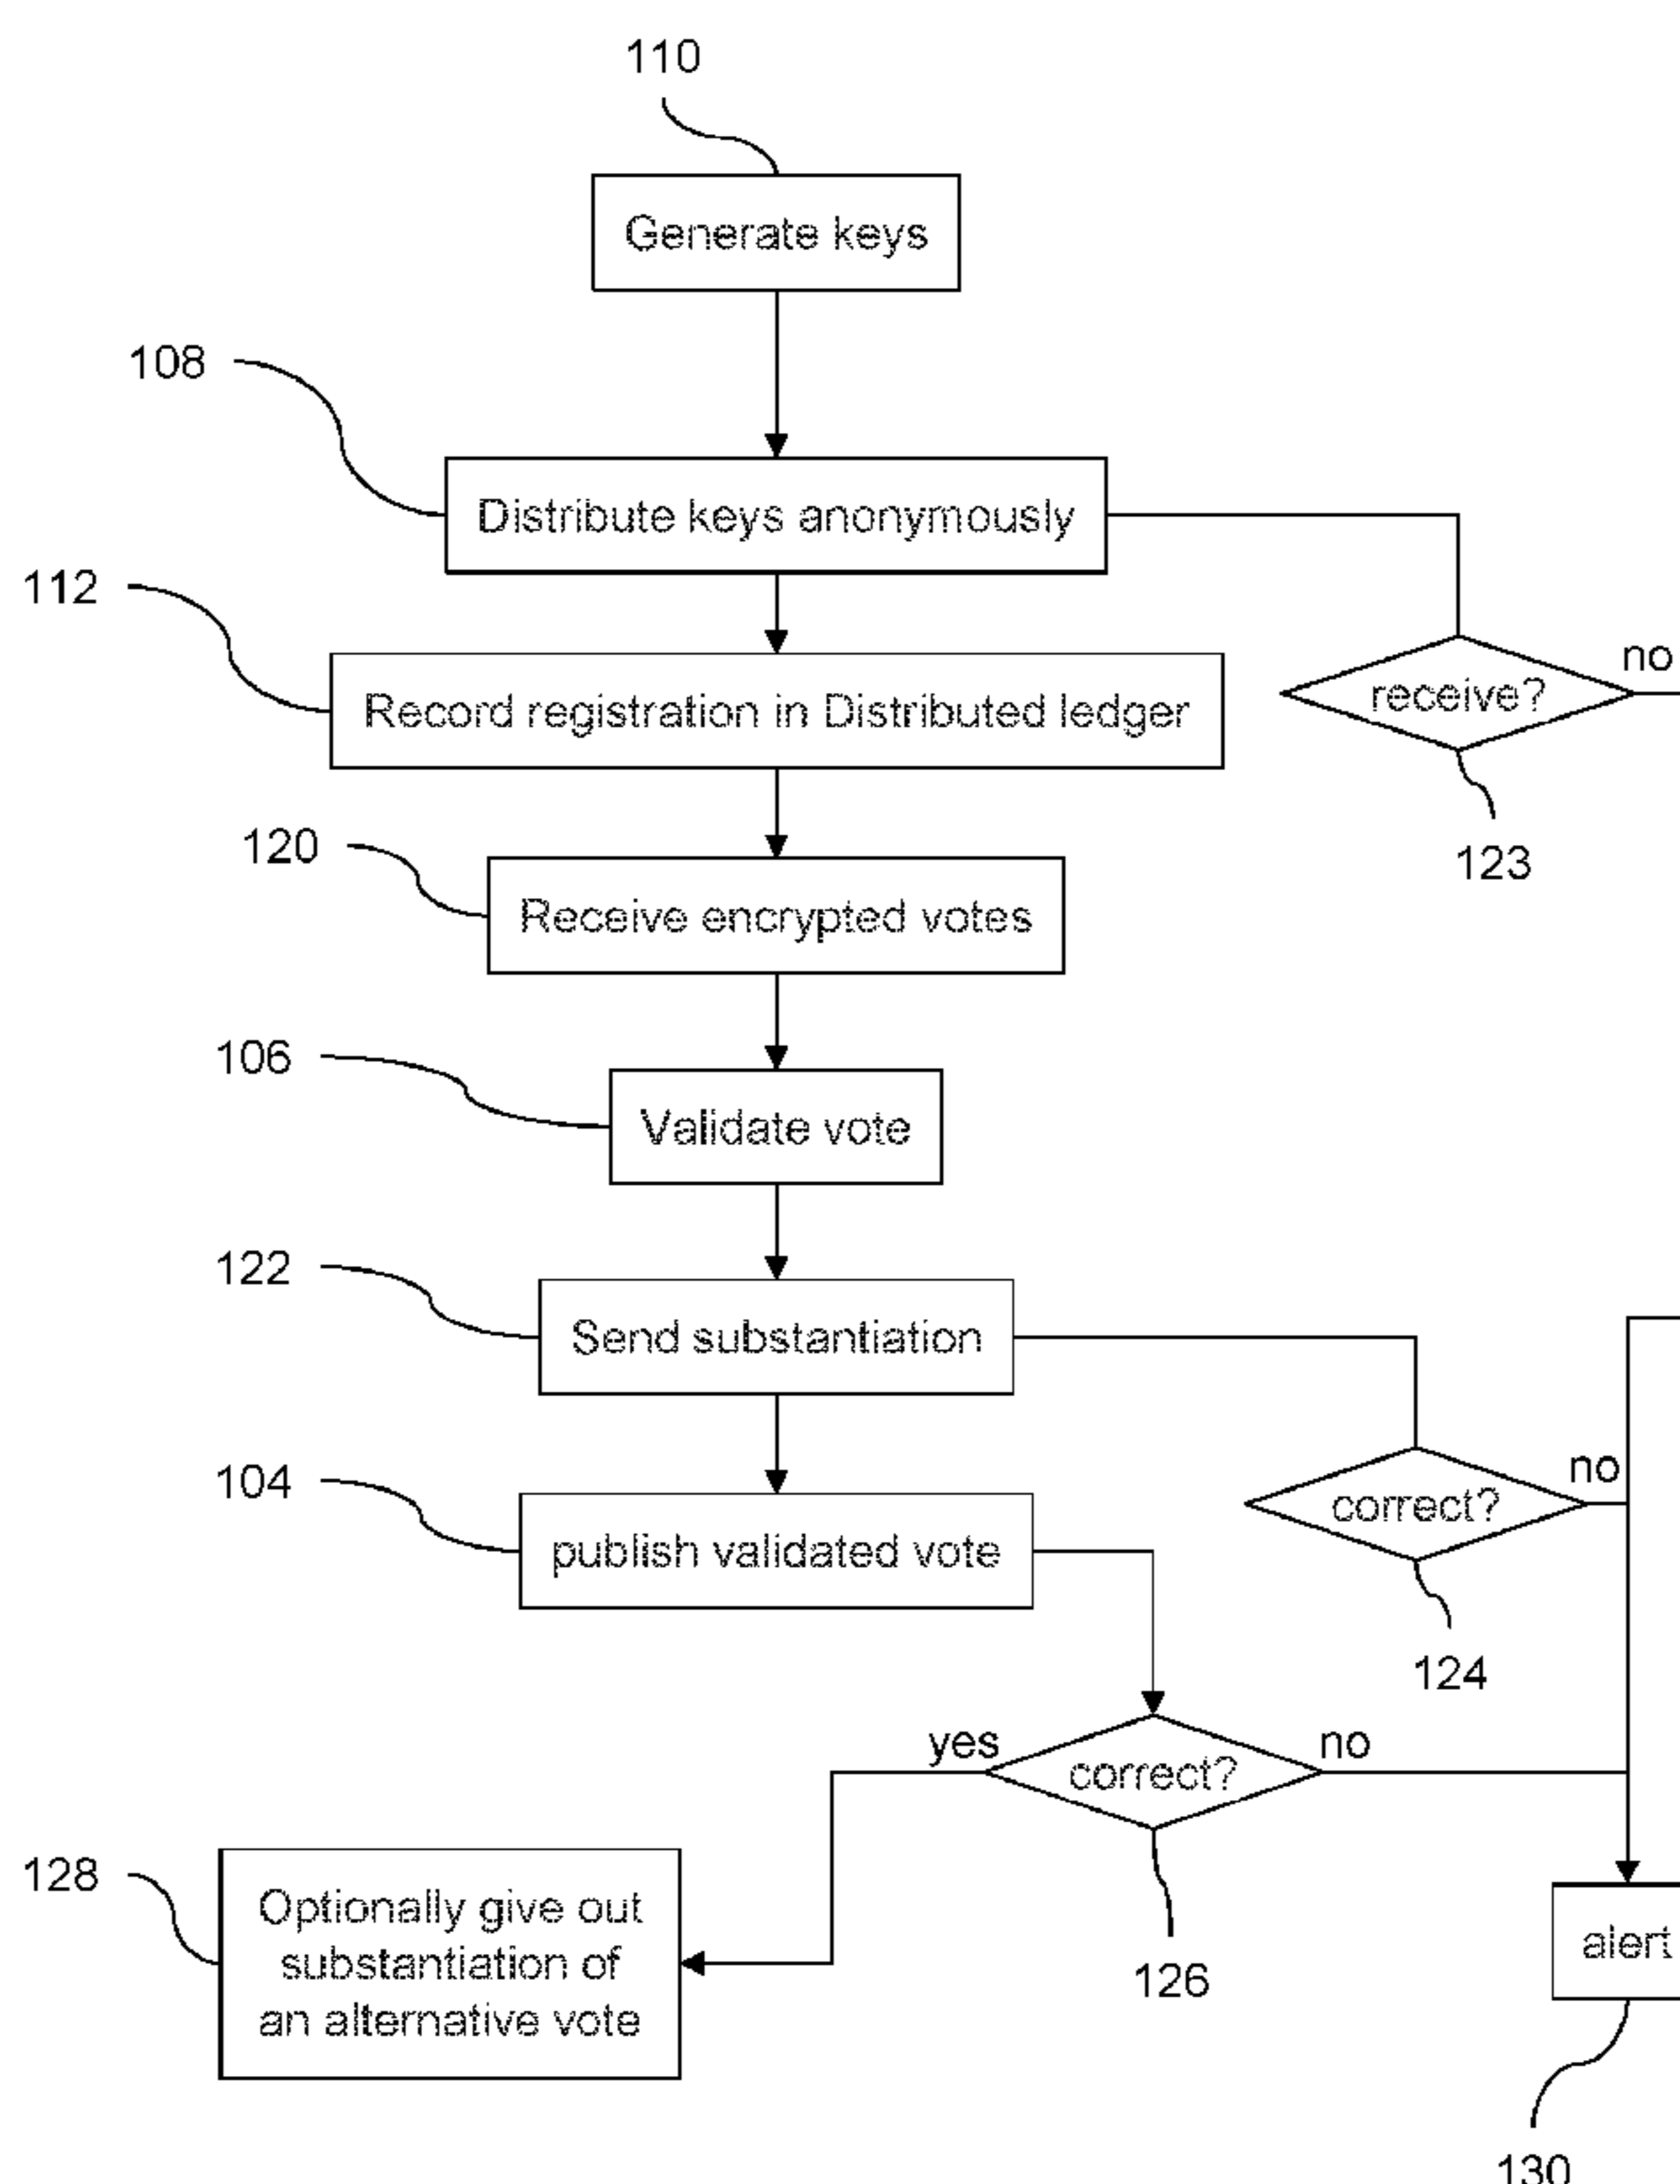 110
Generate keys
108
Distribute keys anonymously
112
no
Record registration in Distributed ledger
receive?
120
123
Receive encrypted votes
106
Validate vote
122
Send substantiation
no
104
correct?
publish validated vote
124
yes
no
correct?
128
Optionally give out
substantiation of
an alternative vote
alert
126
130